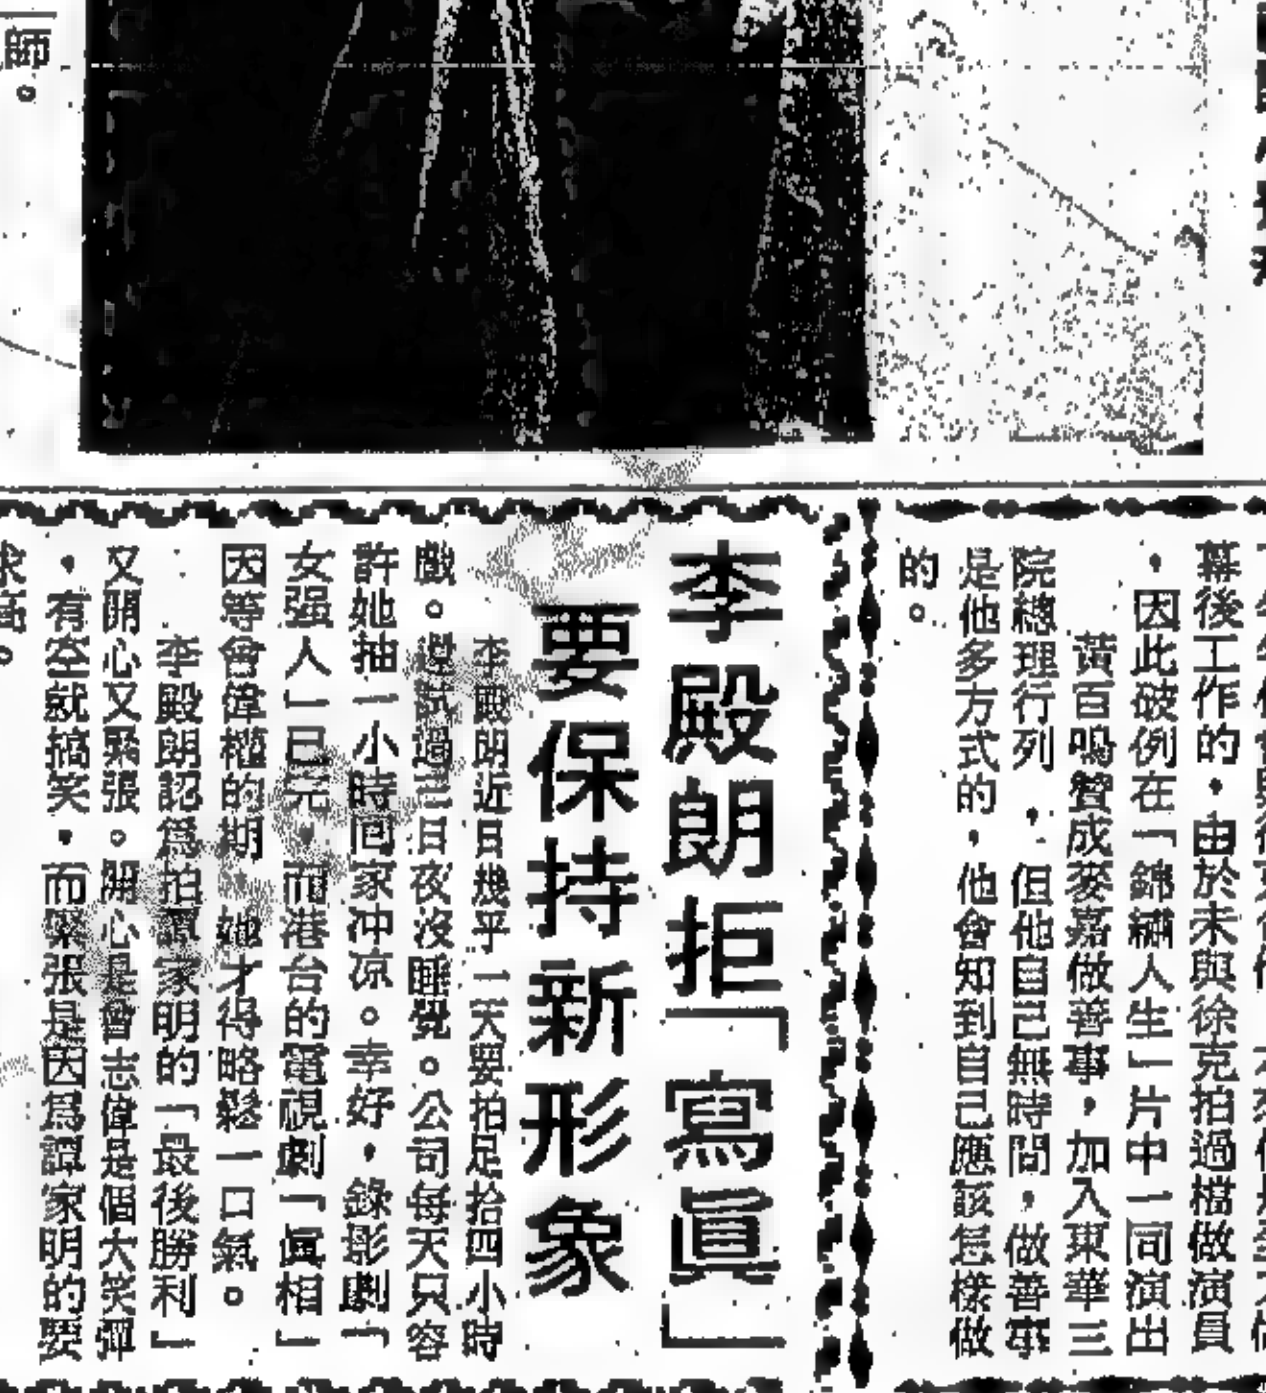 幕後工作的，由於未與徐克拍過檔做演員
，因此破例在「錦繡人生」片中一同演出
黃百鳴贊成麥嘉做善事，加入東華三
院總理行列，但他自己無時間，做善事
是他多方式的，他會知到自己應該怎樣做
的。
李殿朗拒「寫眞」
要保持新形象
李殿朗近日幾乎一天要拍足拾四小時
戲。試過三日夜沒睡覺。公司每天只容
許她抽一小時回家冲凉。幸好，錄影劇「
女强人」已完，而港台的電視劇「眞相」
因等曾偉權的期，她才得略鬆一口氣。
李殿朗認爲拍譚家明的「最後勝利」
又開心又緊張。開心是曾志偉是個大笑彈
，有空就搞笑，而緊張是因爲譚家明的要
求高。
師。